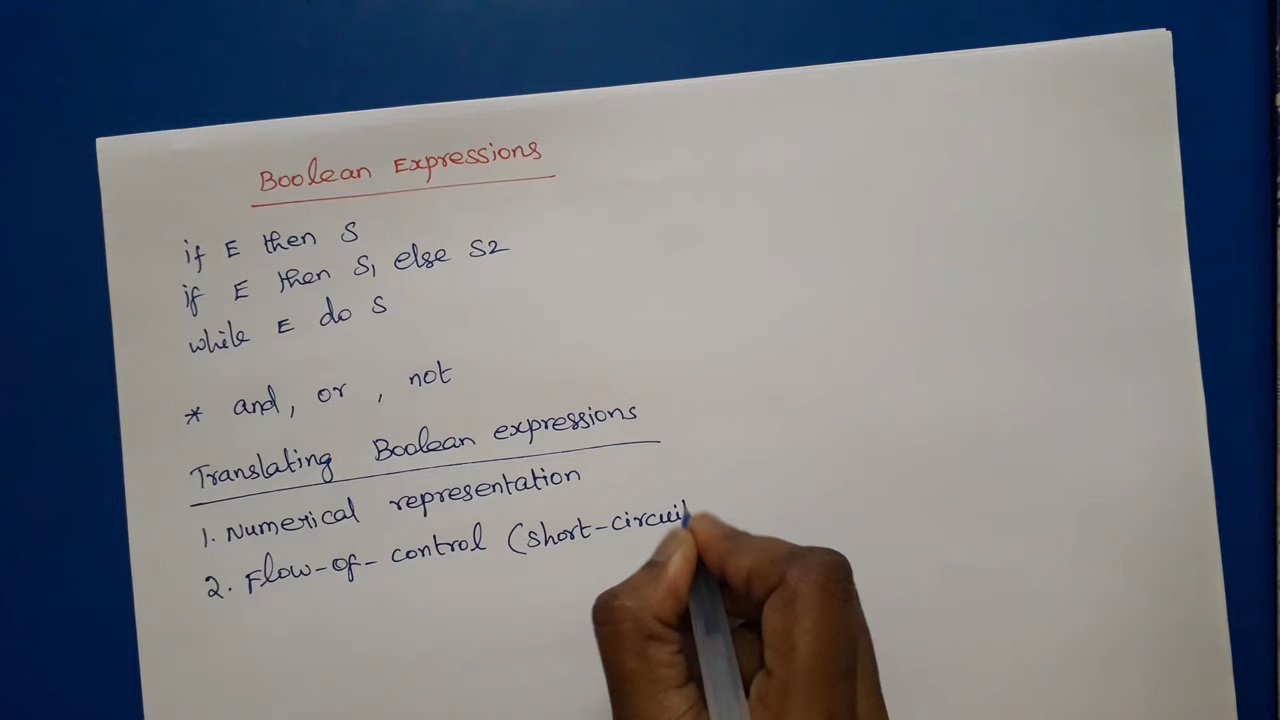 Boolean Expressions
if E then S
if E then S1 else S2
while E do S
* and, or, not
Translating Boolean expressions
1. Numerical representation
2. Flow-of-control (short-circuit